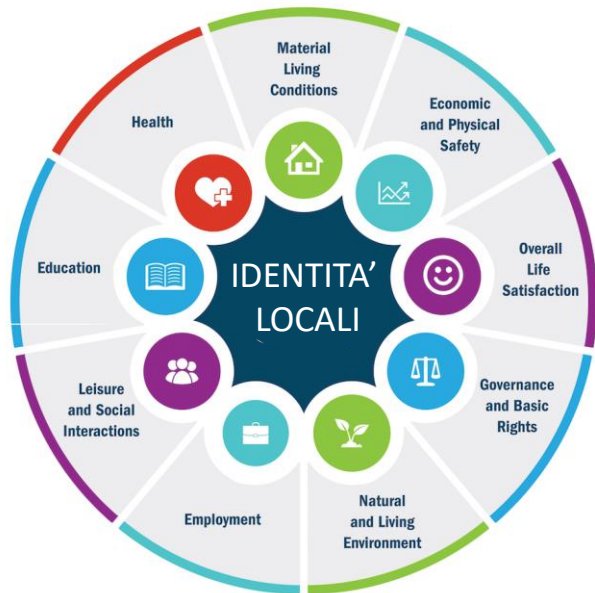 Material
Living
Conditions
Economic
and Physical
Safety
Overall
Life
Satisfaction
Governance
and Basic
Rights
Natural
and Living
Environment
Employment
Leisure
and Social
Interactions
Education
Health
IDENTITA’
LOCALI